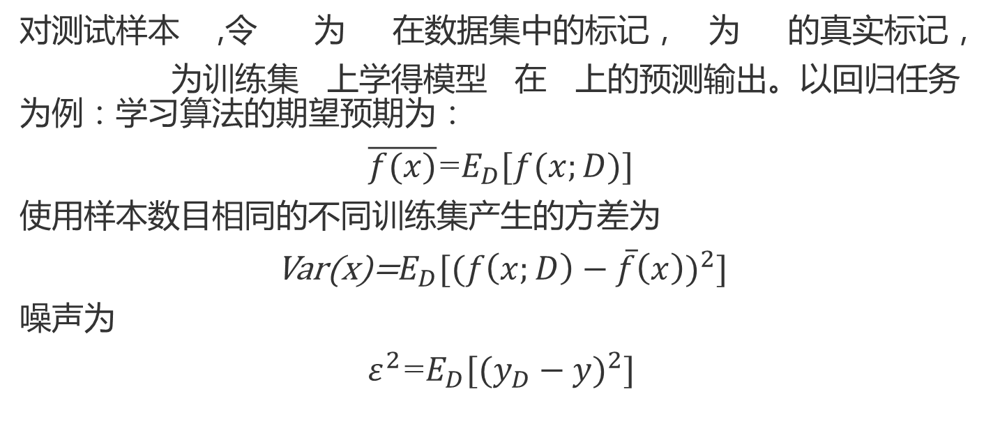 对测试样本 ,令 为 在数据集中的标记， 为 的真实标记，
为训练集 上学得模型 在 上的预测输出。以回归任务
为例：学习算法的期望预期为：
$\overline{f(x)}=E_D[f(x;D)]$
使用样本数目相同的不同训练集产生的方差为
$Var(x)=E_D[(f(x;D)-\bar{f}(x))^2]$
噪声为
$\varepsilon^2=E_D[(y_D-y)^2]$